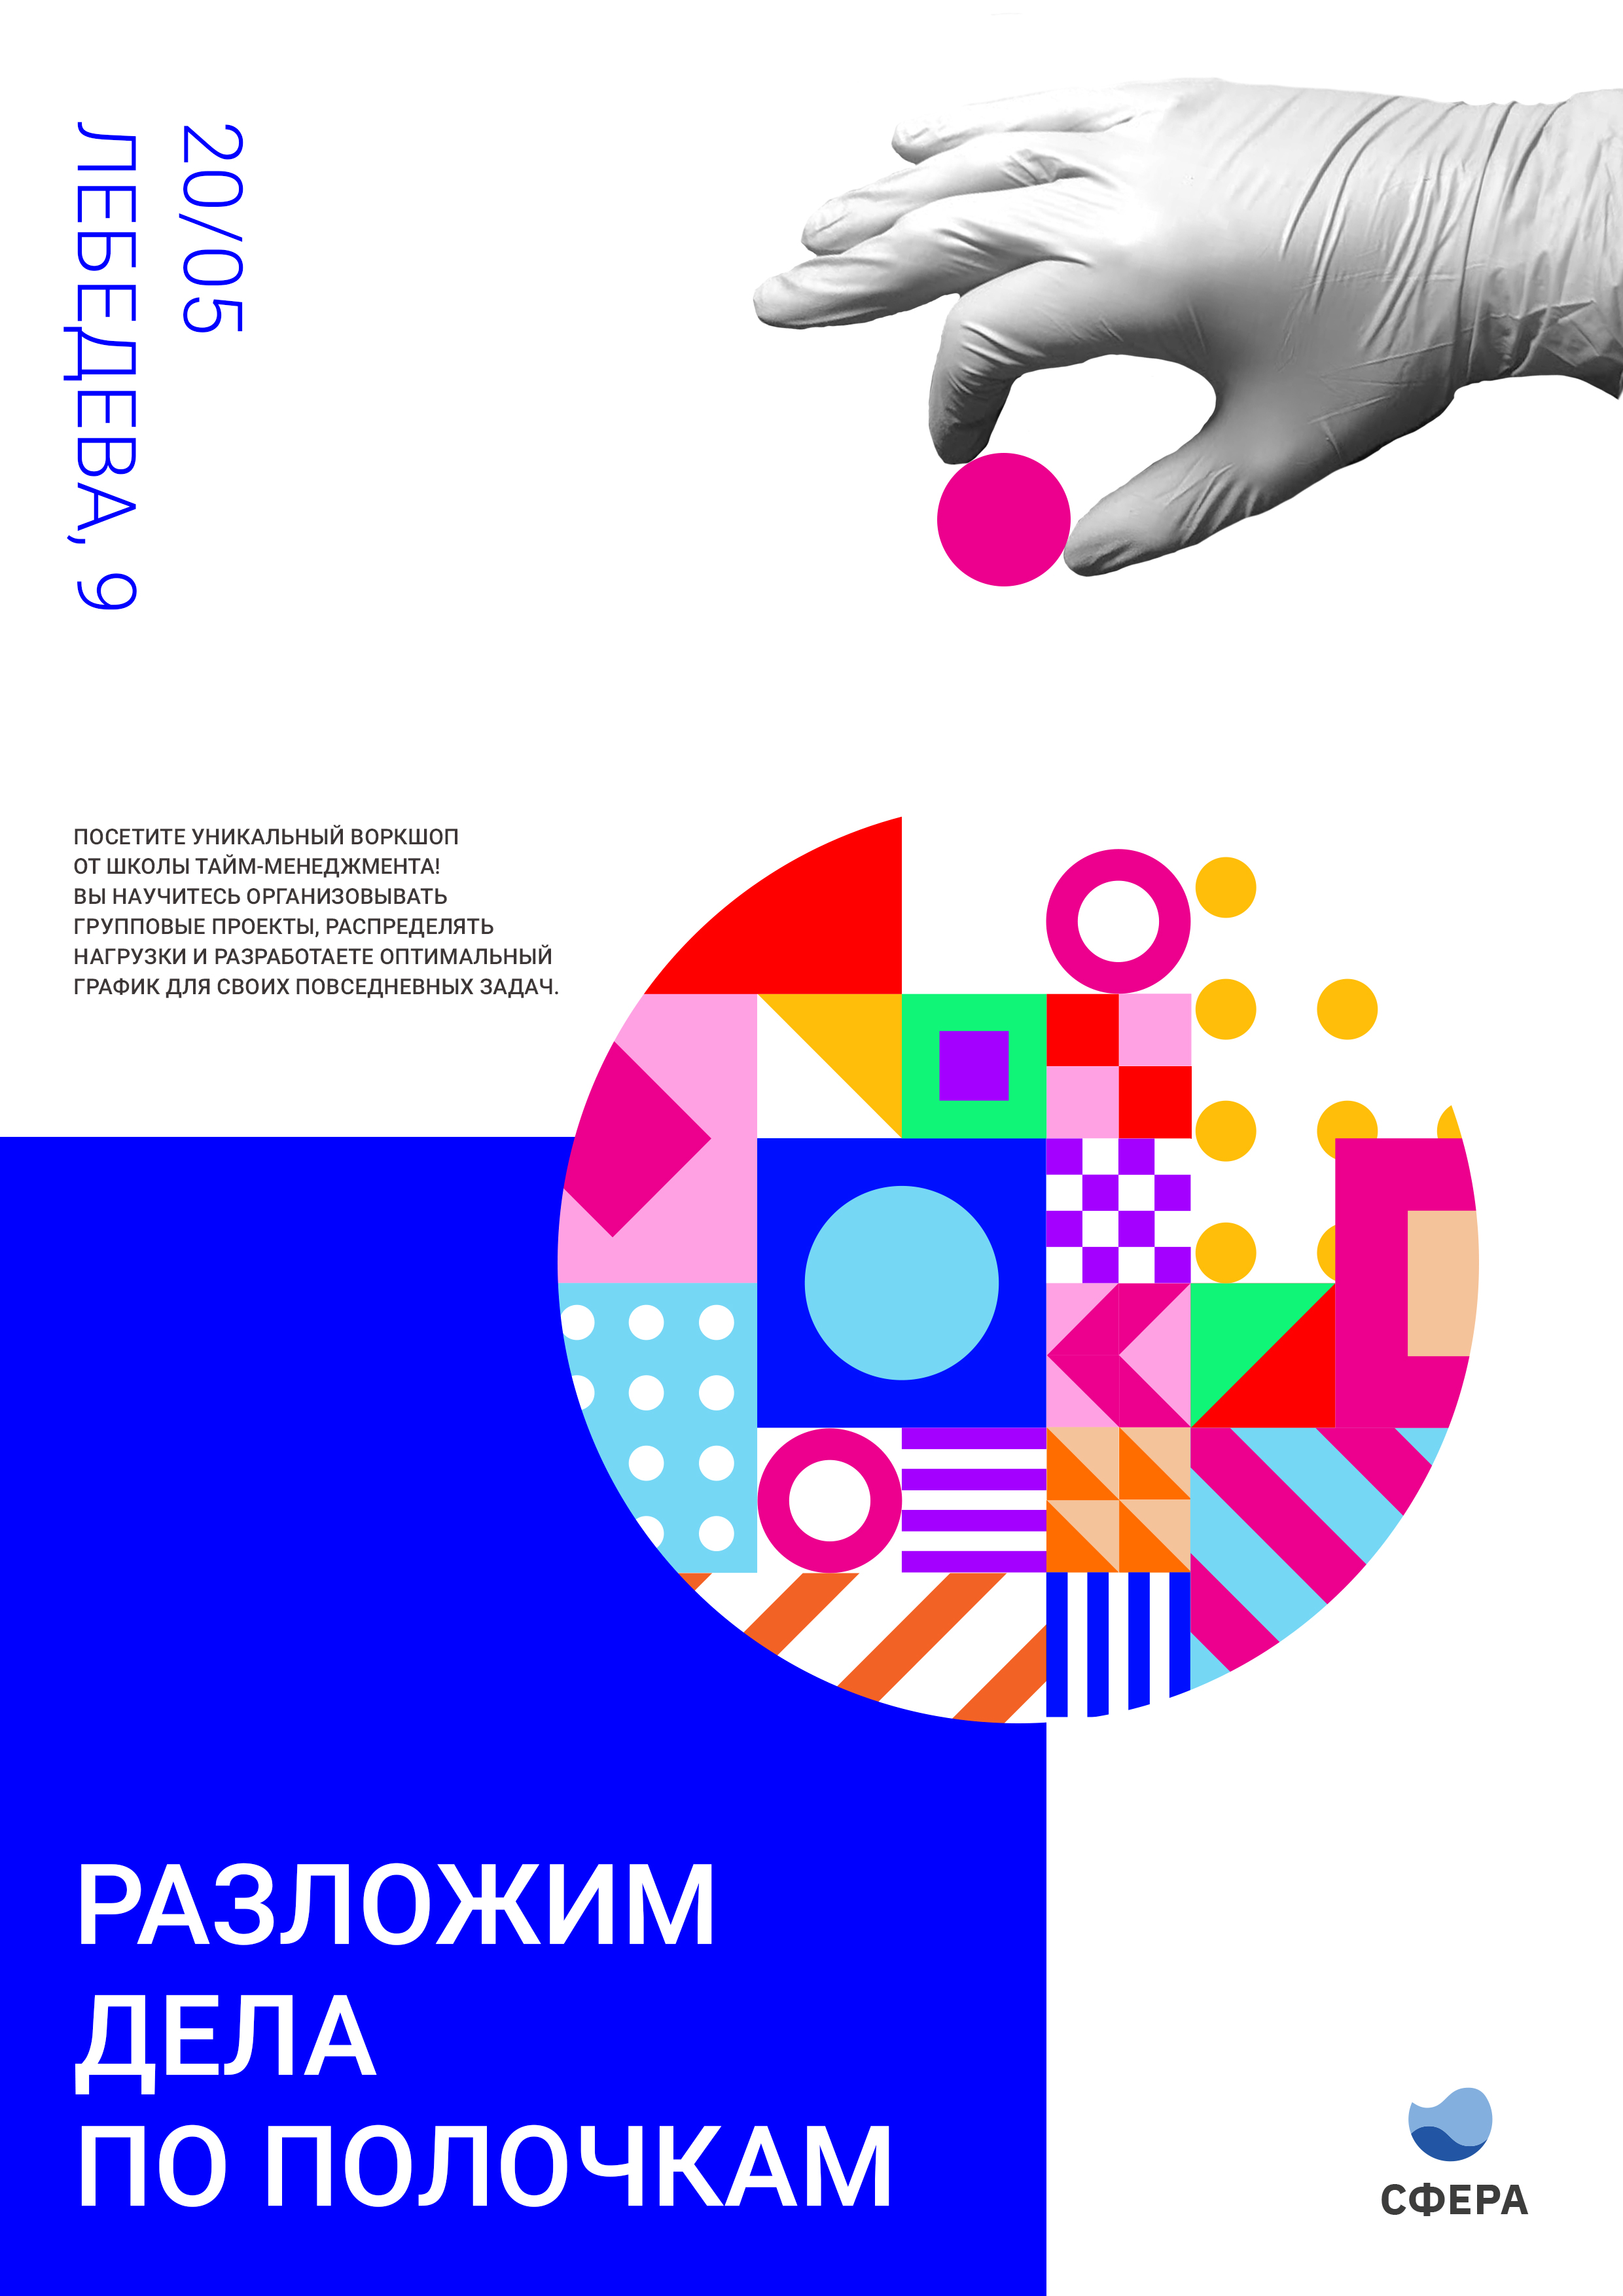 20/05
ЛЕБЕДЕВА, 9
ПОСЕТИТЕ УНИКАЛЬНЫЙ ВОРКШОП
ОТ ШКОЛЫ ТАЙМ-МЕНЕДЖМЕНТА!
ВЫ НАУЧИТЕСЬ ОРГАНИЗОВЫВАТЬ
ГРУППОВЫЕ ПРОЕКТЫ, РАСПРЕДЕЛЯТЬ
НАГРУЗКИ И РАЗРАБОТАЕТЕ ОПТИМАЛЬНЫЙ
ГРАФИК ДЛЯ СВОИХ ПОВСЕДНЕВНЫХ ЗАДАЧ.
РАЗЛОЖИМ
ДЕЛА
ПО ПОЛОЧКАМ
СФЕРА